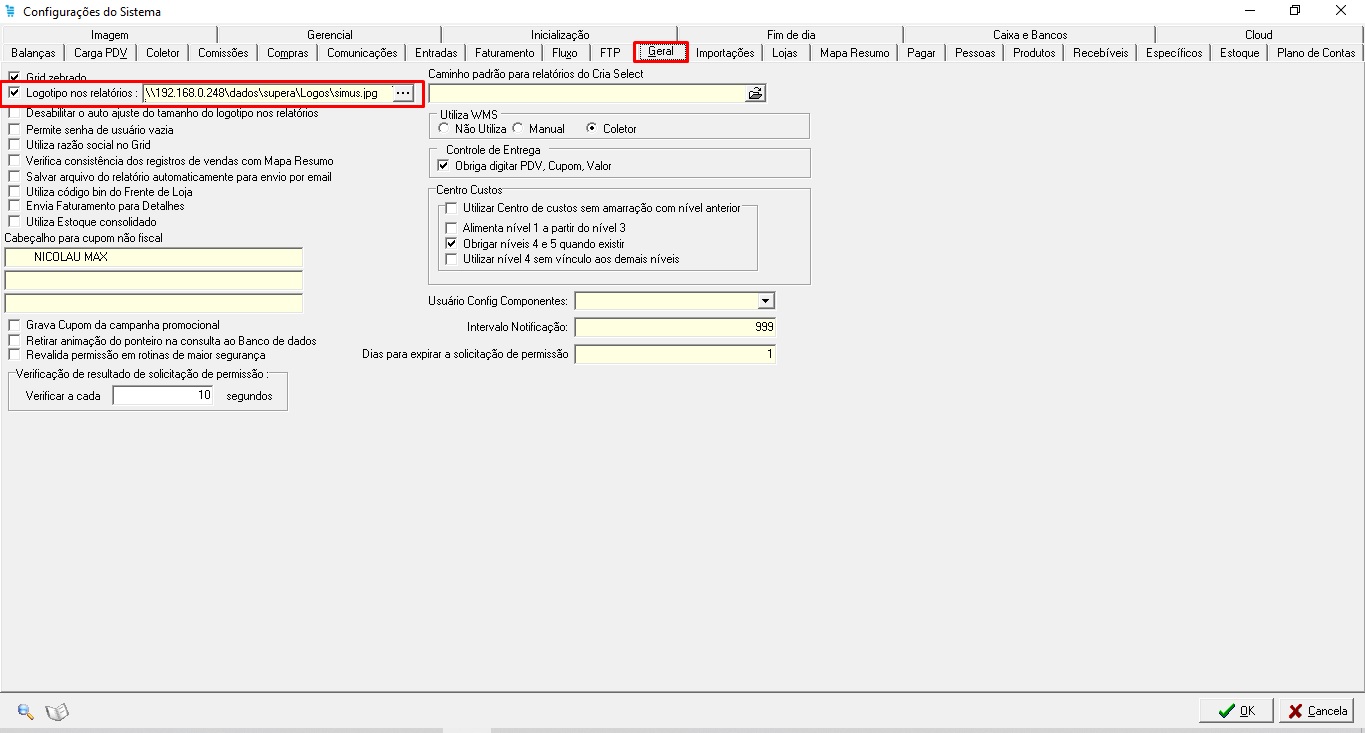 Configurações do Sistema
Imagem Gerencial Inicialização Fim de dia Caixa e Bancos Cloud
Balanças Carga PDV Coletor Comissões Compras Comunicações Entradas Faturamento Fluxo FTP Geral Importações Lojas Mapa Resumo Pagar Pessoas Produtos Recebíveis Específicos Estoque Plano de Contas
Grid zebrado
Logotipo nos relatórios : \\192.168.0.248\dados\supera\Logos\simus.jpg ...
Desabilitar o auto ajuste do tamanho do logotipo nos relatórios
Permite senha de usuário vazia
Utiliza razão social no Grid
Verifica consistência dos registros de vendas com Mapa Resumo
Salvar arquivo do relatório automaticamente para envio por email
Utiliza código bin do Frente de Loja
Envia Faturamento para Detalhes
Utiliza Estoque consolidado
Cabeçalho para cupom não fiscal
NICOLAU MAX
Grava Cupom da campanha promocional
Retirar animação do ponteiro na consulta ao Banco de dados
Revalida permissão em rotinas de maior segurança
Verificação de resultado de solicitação de permissão :
Verificar a cada 10 segundos
Caminho padrão para relatórios do Cria Select
Utiliza WMS
Não Utiliza Manual Coletor
Controle de Entrega
Obriga digitar PDV, Cupom, Valor
Centro Custos
Utilizar Centro de custos sem amarração com nível anterior
Alimenta nível 1 a partir do nível 3
Obrigar níveis 4 e 5 quando existir
Utilizar nível 4 sem vínculo aos demais níveis
Usuário Config Componentes:
Intervalo Notificação: 999
Dias para expirar a solicitação de permissão 1
OK Cancela